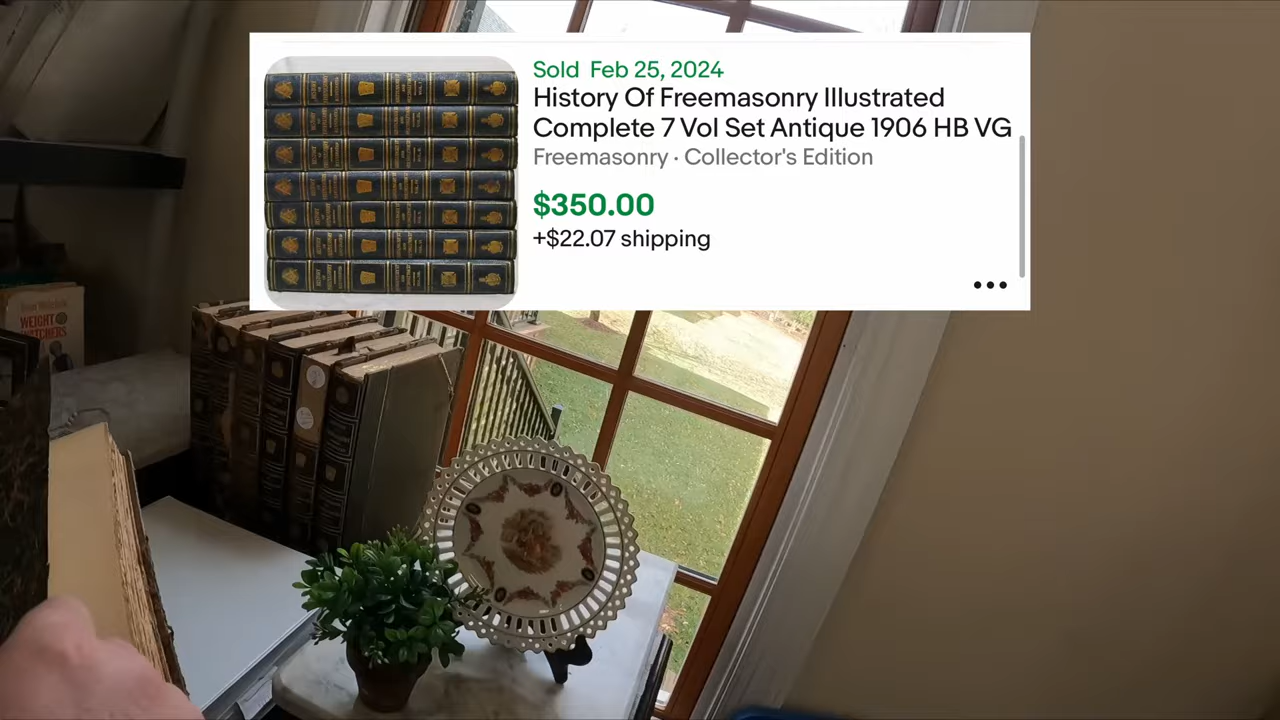 Sold Feb 25, 2024
History Of Freemasonry Illustrated
Complete 7 Vol Set Antique 1906 HB VG
Freemasonry · Collector's Edition
$350.00
+$22.07 shipping
WEIGHT
WATCHERS